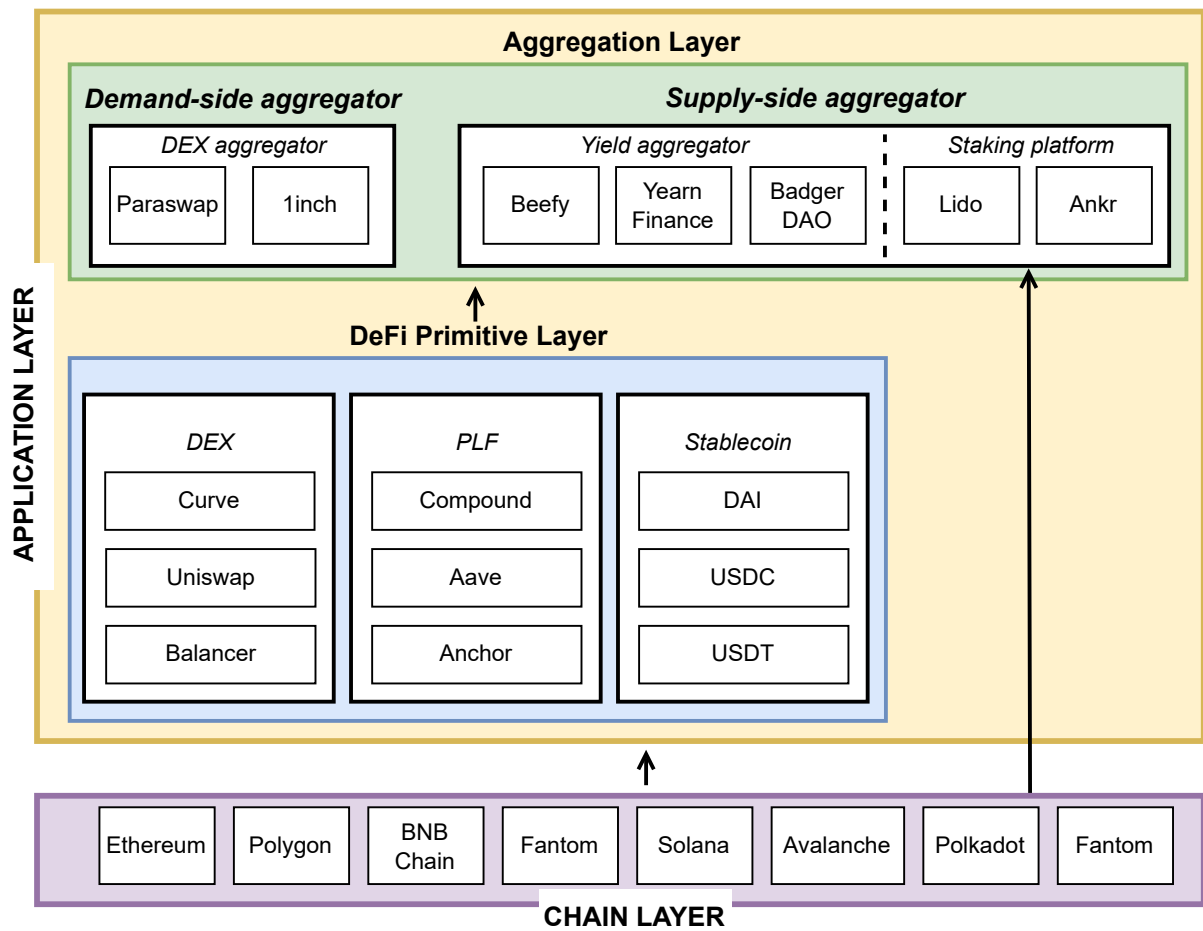 Aggregation Layer
Demand-side aggregator
Supply-side aggregator
DEX aggregator
Paraswap
1inch
Yield aggregator
Beefy
Yearn
Finance
Badger
DAO
Staking platform
Lido
Ankr
APPLICATION LAYER
DeFi Primitive Layer
DEX
Curve
Uniswap
Balancer
PLF
Compound
Aave
Anchor
Stablecoin
DAI
USDC
USDT
Ethereum
Polygon
BNB
Chain
Fantom
Solana
Avalanche
Polkadot
Fantom
CHAIN LAYER